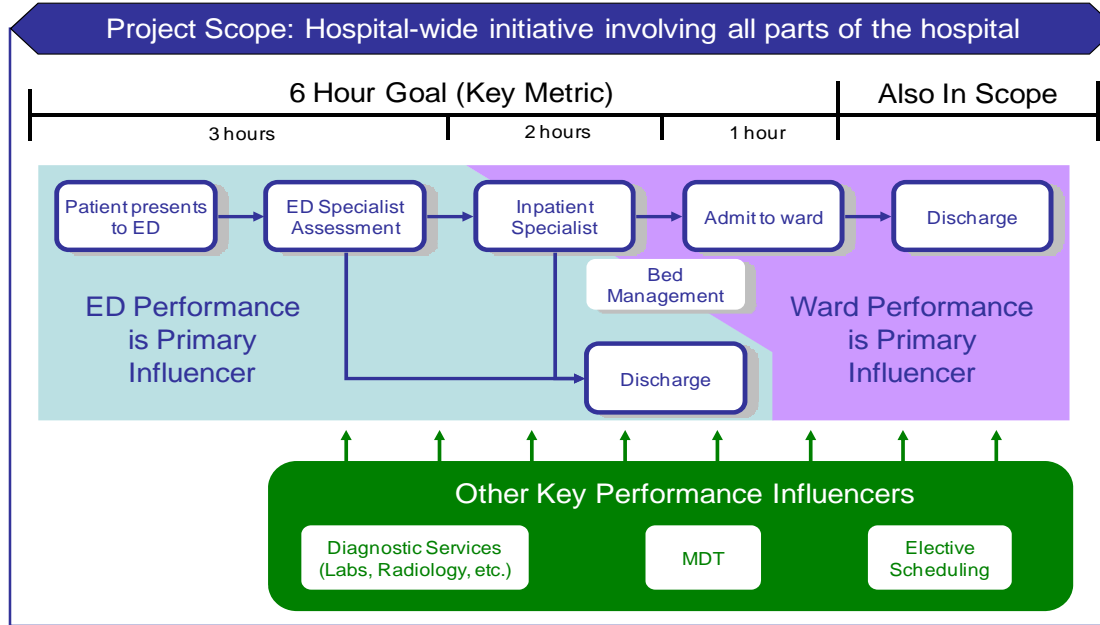 Project Scope: Hospital-wide initiative involving all parts of the hospital
6 Hour Goal (Key Metric)
Also In Scope
3 hours
2 hours
1 hour
Patient presents
to ED
ED Specialist
Assessment
Inpatient
Specialist
Admit to ward
Discharge
Bed
Management
ED Performance
is Primary
Influencer
Ward Performance
is Primary
Influencer
Discharge
Other Key Performance Influencers
Diagnostic Services
(Labs, Radiology, etc.)
MDT
Elective
Scheduling